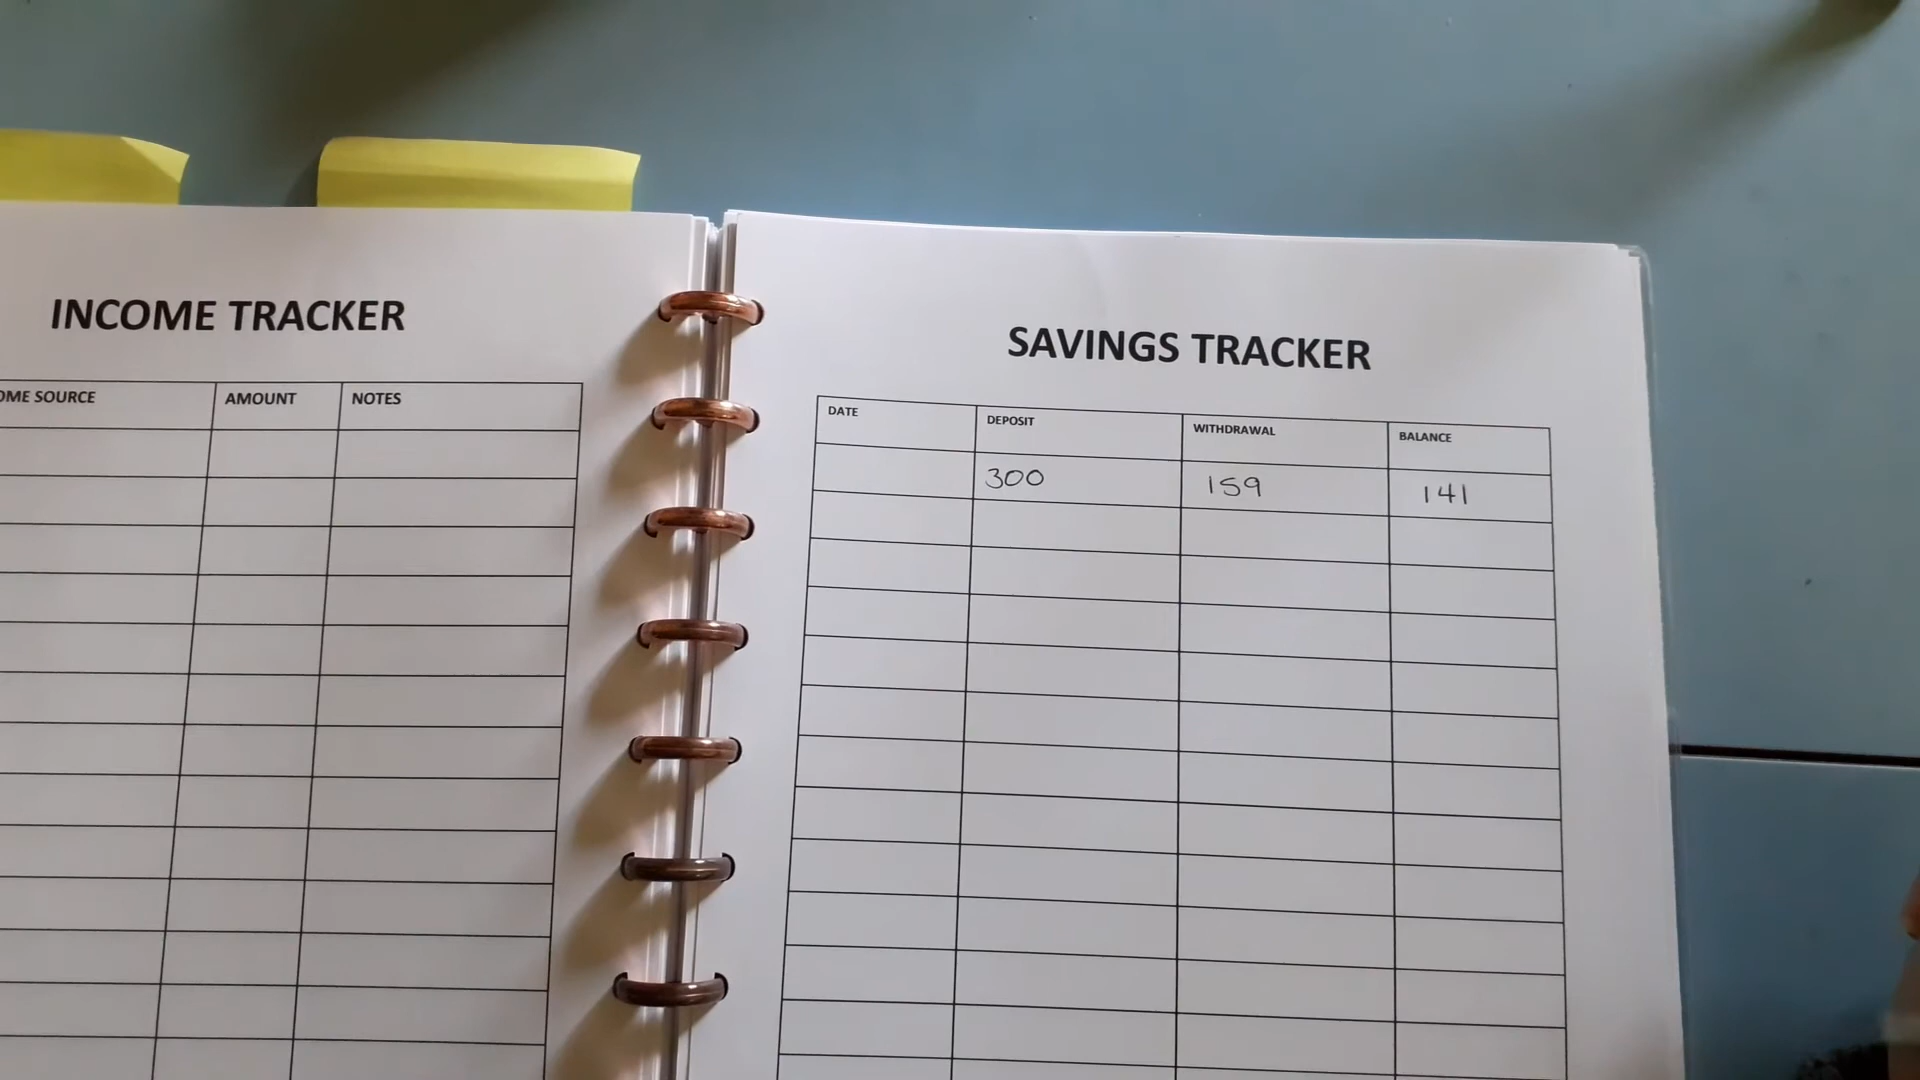 INCOME TRACKER
OME SOURCE AMOUNT NOTES
SAVINGS TRACKER
DATE DEPOSIT WITHDRAWAL BALANCE
300 159 141